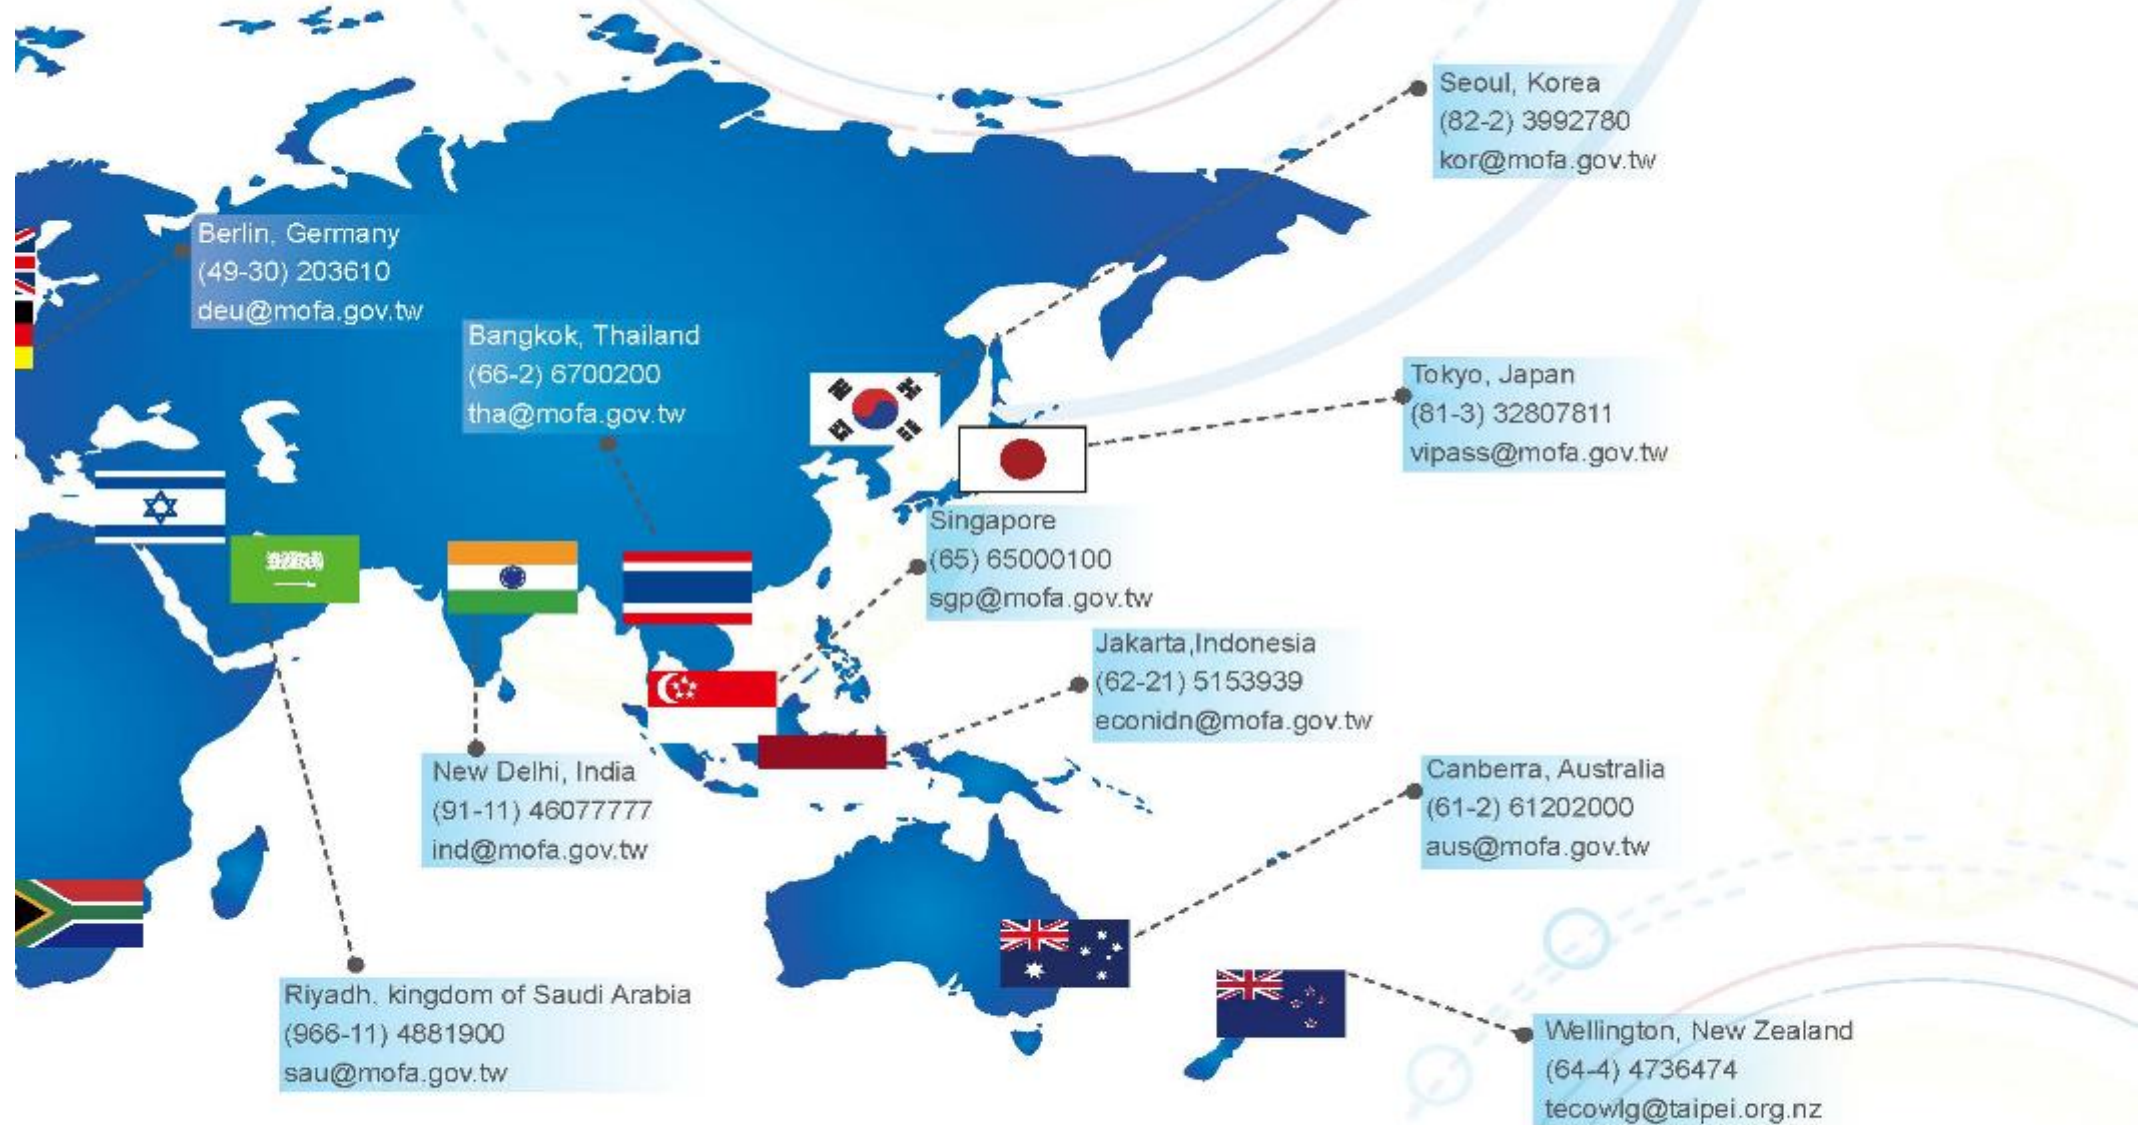 Seoul, Korea
(82-2) 3992780
kor@mofa.gov.tw
Berlin, Germany
(49-30) 203610
deu@mofa.gov.tw
Bangkok, Thailand
(66-2) 6700200
tha@mofa.gov.tw
Tokyo, Japan
(81-3) 32807811
vipass@mofa.gov.tw
Singapore
(65) 65000100
sgp@mofa.gov.tw
Jakarta,Indonesia
(62-21) 5153939
econidn@mofa.gov.tw
New Delhi, India
(91-11) 46077777
ind@mofa.gov.tw
Canberra, Australia
(61-2) 61202000
aus@mofa.gov.tw
Riyadh, kingdom of Saudi Arabia
(966-11) 4881900
sau@mofa.gov.tw
Wellington, New Zealand
(64-4) 4736474
tecowlg@taipei.org.nz